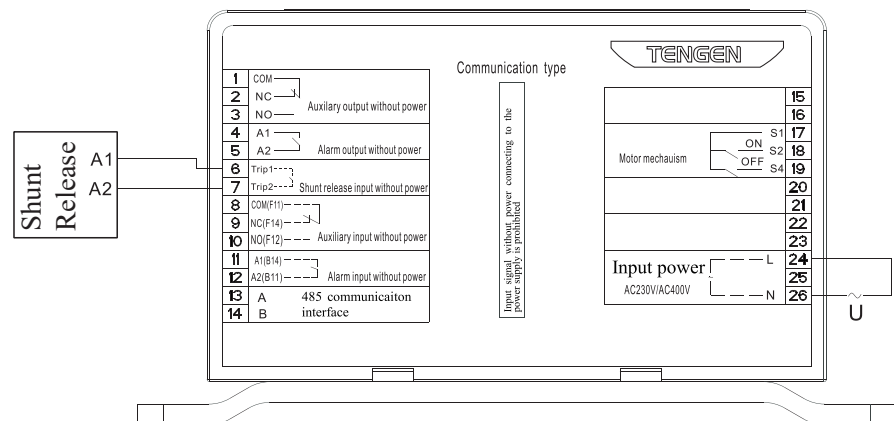 TENGEN
Communication type
1 COM
2 NC
3 NO
Auxilary output without power
4 A1
5 A2
Alarm output without power
6 Trip1
7 Trip2
Shunt release input without power
8 COM(F11)
9 NC(F14)
10 NO(F12)
Auxiliary input without power
11 A1(B14)
12 A2(B11)
Alarm input without power
13 A
14 B
485 communicaiton
interface
Shunt
Release
A1
A2
Input signal without power connecting to the
power supply is prohibited
15
16
Motor mechauism
S1 17
ON S2 18
OFF S4 19
20
21
22
23
Input power
AC230V/AC400V
L 24
25
N 26
U